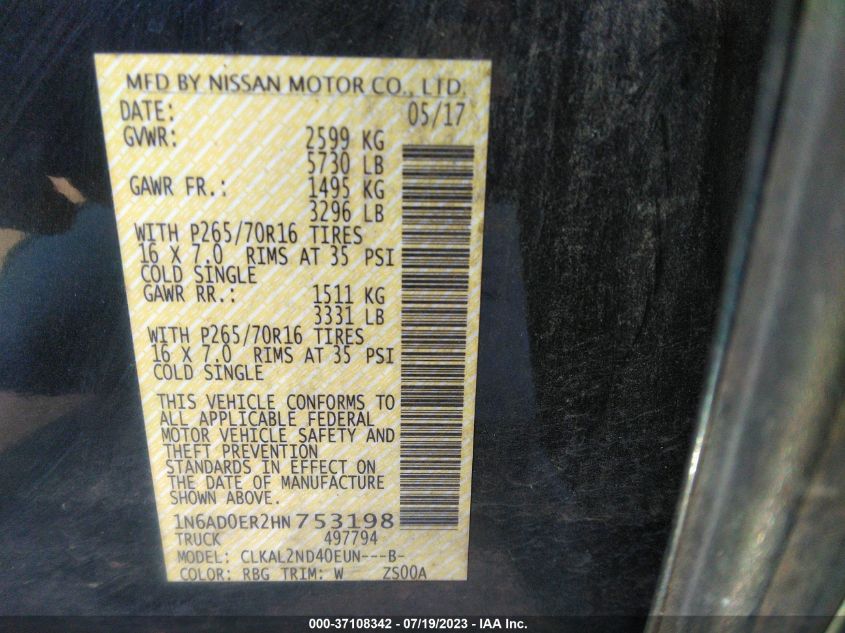 MFD BY NISSAN MOTOR CO., LTD.
DATE: 05/17
GVWR: 2599 KG
5730 LB
GAWR FR.: 1495 KG
3296 LB
WITH P265/70R16 TIRES
16 X 7.0 RIMS AT 35 PSI
COLD SINGLE
GAWR RR.: 1511 KG
3331 LB
WITH P265/70R16 TIRES
16 X 7.0 RIMS AT 35 PSI
COLD SINGLE
THIS VEHICLE CONFORMS TO
ALL APPLICABLE FEDERAL
MOTOR VEHICLE SAFETY AND
THEFT PREVENTION
STANDARDS IN EFFECT ON
THE DATE OF MANUFACTURE
SHOWN ABOVE.
1N6AD0ER2HN753198
TRUCK 497794
MODEL: CLKAL2ND40EUN---B-
COLOR: RBG TRIM: W ZS00A
000-37108342 - 07/19/2023 - IAA Inc.